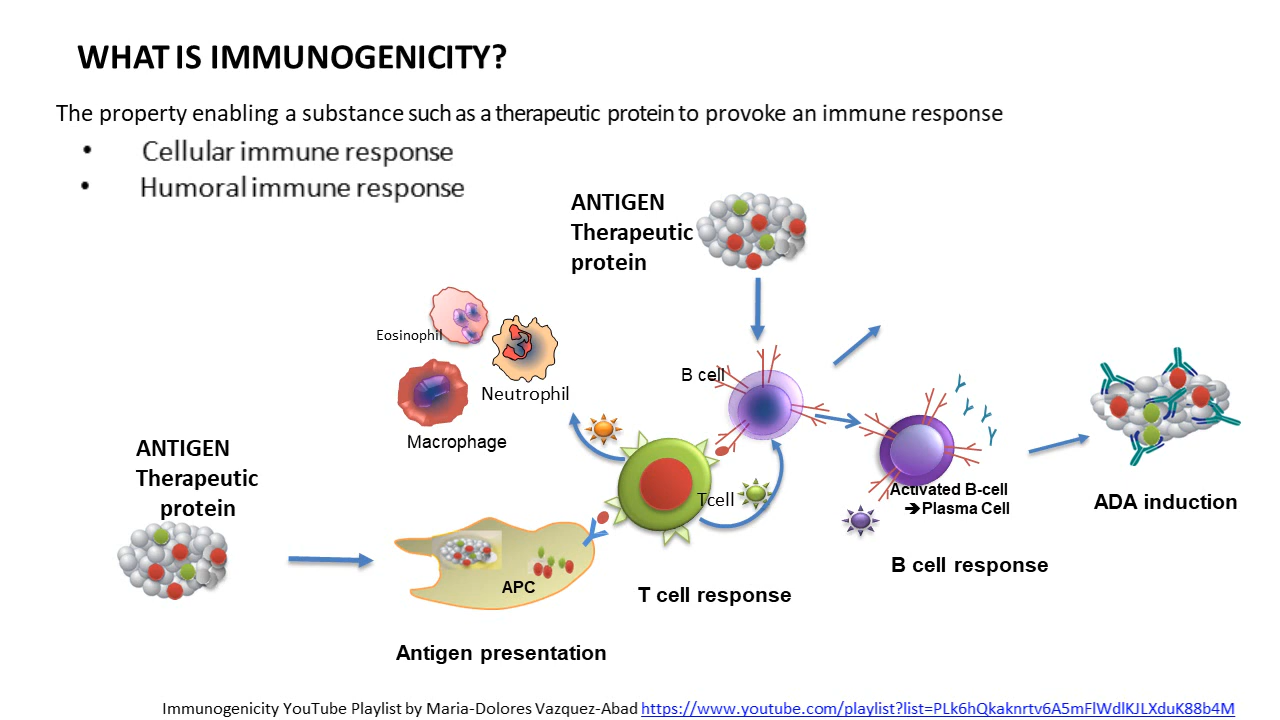 WHAT IS IMMUNOGENICITY?
The property enabling a substance such as a therapeutic protein to provoke an immune response
• Cellular immune response
• Humoral immune response
ANTIGEN
Therapeutic
protein
Eosinophil
Neutrophil
Macrophage
B cell
ANTIGEN
Therapeutic
protein
Tcell
Activated B-cell
➔Plasma Cell
ADA induction
APC
B cell response
T cell response
Antigen presentation
Immunogenicity YouTube Playlist by Maria-Dolores Vazquez-Abad https://www.youtube.com/playlist?list=PLk6hQkaknrtv6A5mFlWdlKJLXduK88b4M